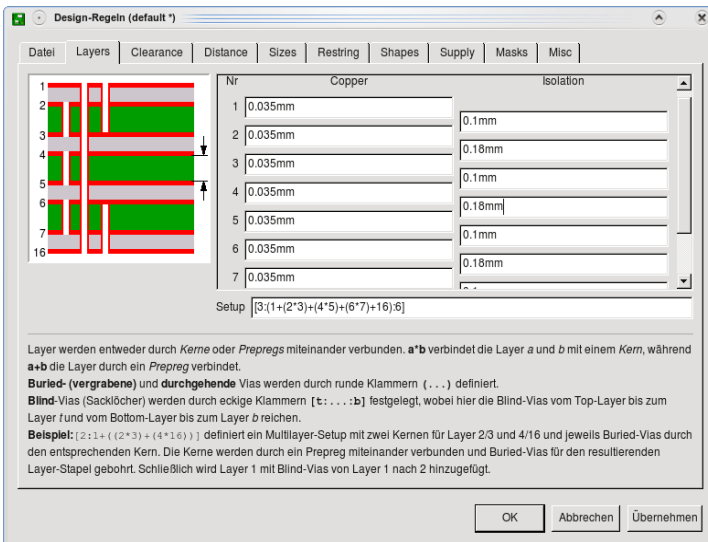 Design-Regeln (default *)
Datei Layers Clearance Distance Sizes Restring Shapes Supply Masks Misc
Nr Copper Isolation
1
2
3
4
5
6
7
16
1 0.035mm
0.1mm
2 0.035mm
0.18mm
3 0.035mm
0.1mm
4 0.035mm
0.18mm
5 0.035mm
0.1mm
6 0.035mm
0.18mm
7 0.035mm
Setup [3:(1+(2*3)+(4*5)+(6*7)+16):6]
Layer werden entweder durch Kerne oder Prepregs miteinander verbunden. a*b verbindet die Layer a und b mit einem Kern, während
a+b die Layer durch ein Prepreg verbindet.
Buried- (vergrabene) und durchgehende Vias werden durch runde Klammern (...) definiert.
Blind-Vias (Sacklöcher) werden durch eckige Klammern [t:...:b] festgelegt, wobei hier die Blind-Vias vom Top-Layer bis zum
Layer t und vom Bottom-Layer bis zum Layer b reichen.
Beispiel: [2:1+((2*3)+(4*16))] definiert ein Multilayer-Setup mit zwei Kernen für Layer 2/3 und 4/16 und jeweils Buried-Vias durch
den entsprechenden Kern. Die Kerne werden durch ein Prepreg miteinander verbunden und Buried-Vias für den resultierenden
Layer-Stapel gebohrt. Schließlich wird Layer 1 mit Blind-Vias von Layer 1 nach 2 hinzugefügt.
OK Abbrechen Übernehmen